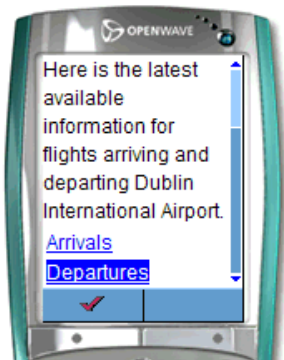 OPENWAVE
Here is the latest
available
information for
flights arriving and
departing Dublin
International Airport.
Arrivals
Departures